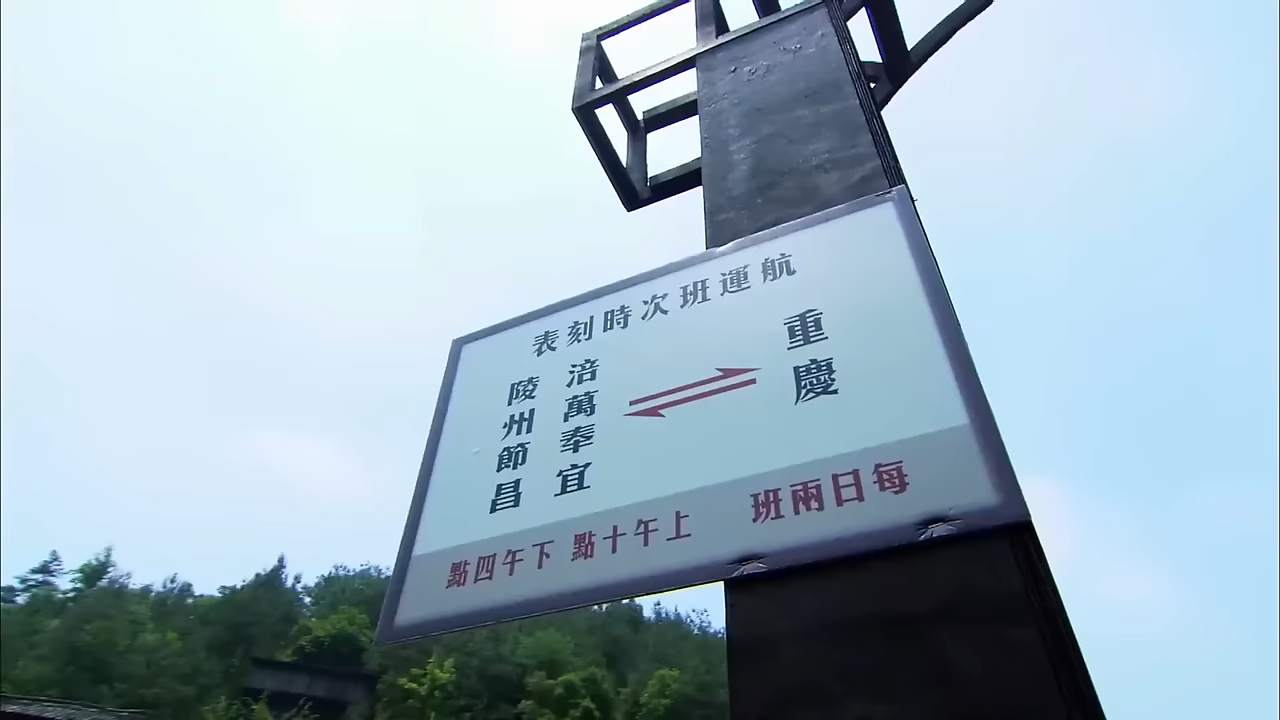 航運班次時刻表
重慶
涪陵
萬州
奉節
宜昌
每日兩班 上午十點 下午四點